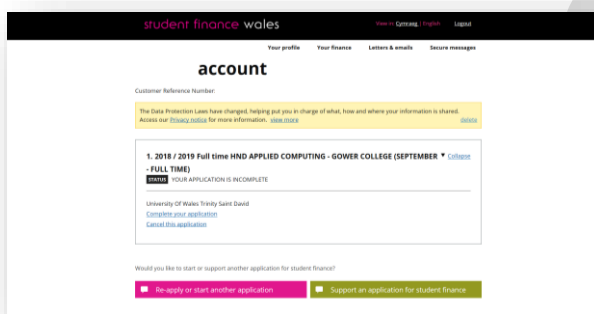 student finance wales
View in: Cymraeg | English Logout
Your profile Your finance Letters & emails Secure messages
account
Customer Reference Number:
The Data Protection Laws have changed, helping put you in charge of what, how and where your information is shared.
Access our Privacy notice for more information. view more delete
1. 2018 / 2019 Full time HND APPLIED COMPUTING - GOWER COLLEGE (SEPTEMBER ▼ Collapse
- FULL TIME)
STATUS YOUR APPLICATION IS INCOMPLETE
University Of Wales Trinity Saint David
Complete your application
Cancel this application
Would you like to start or support another application for student finance?
Re-apply or start another application Support an application for student finance